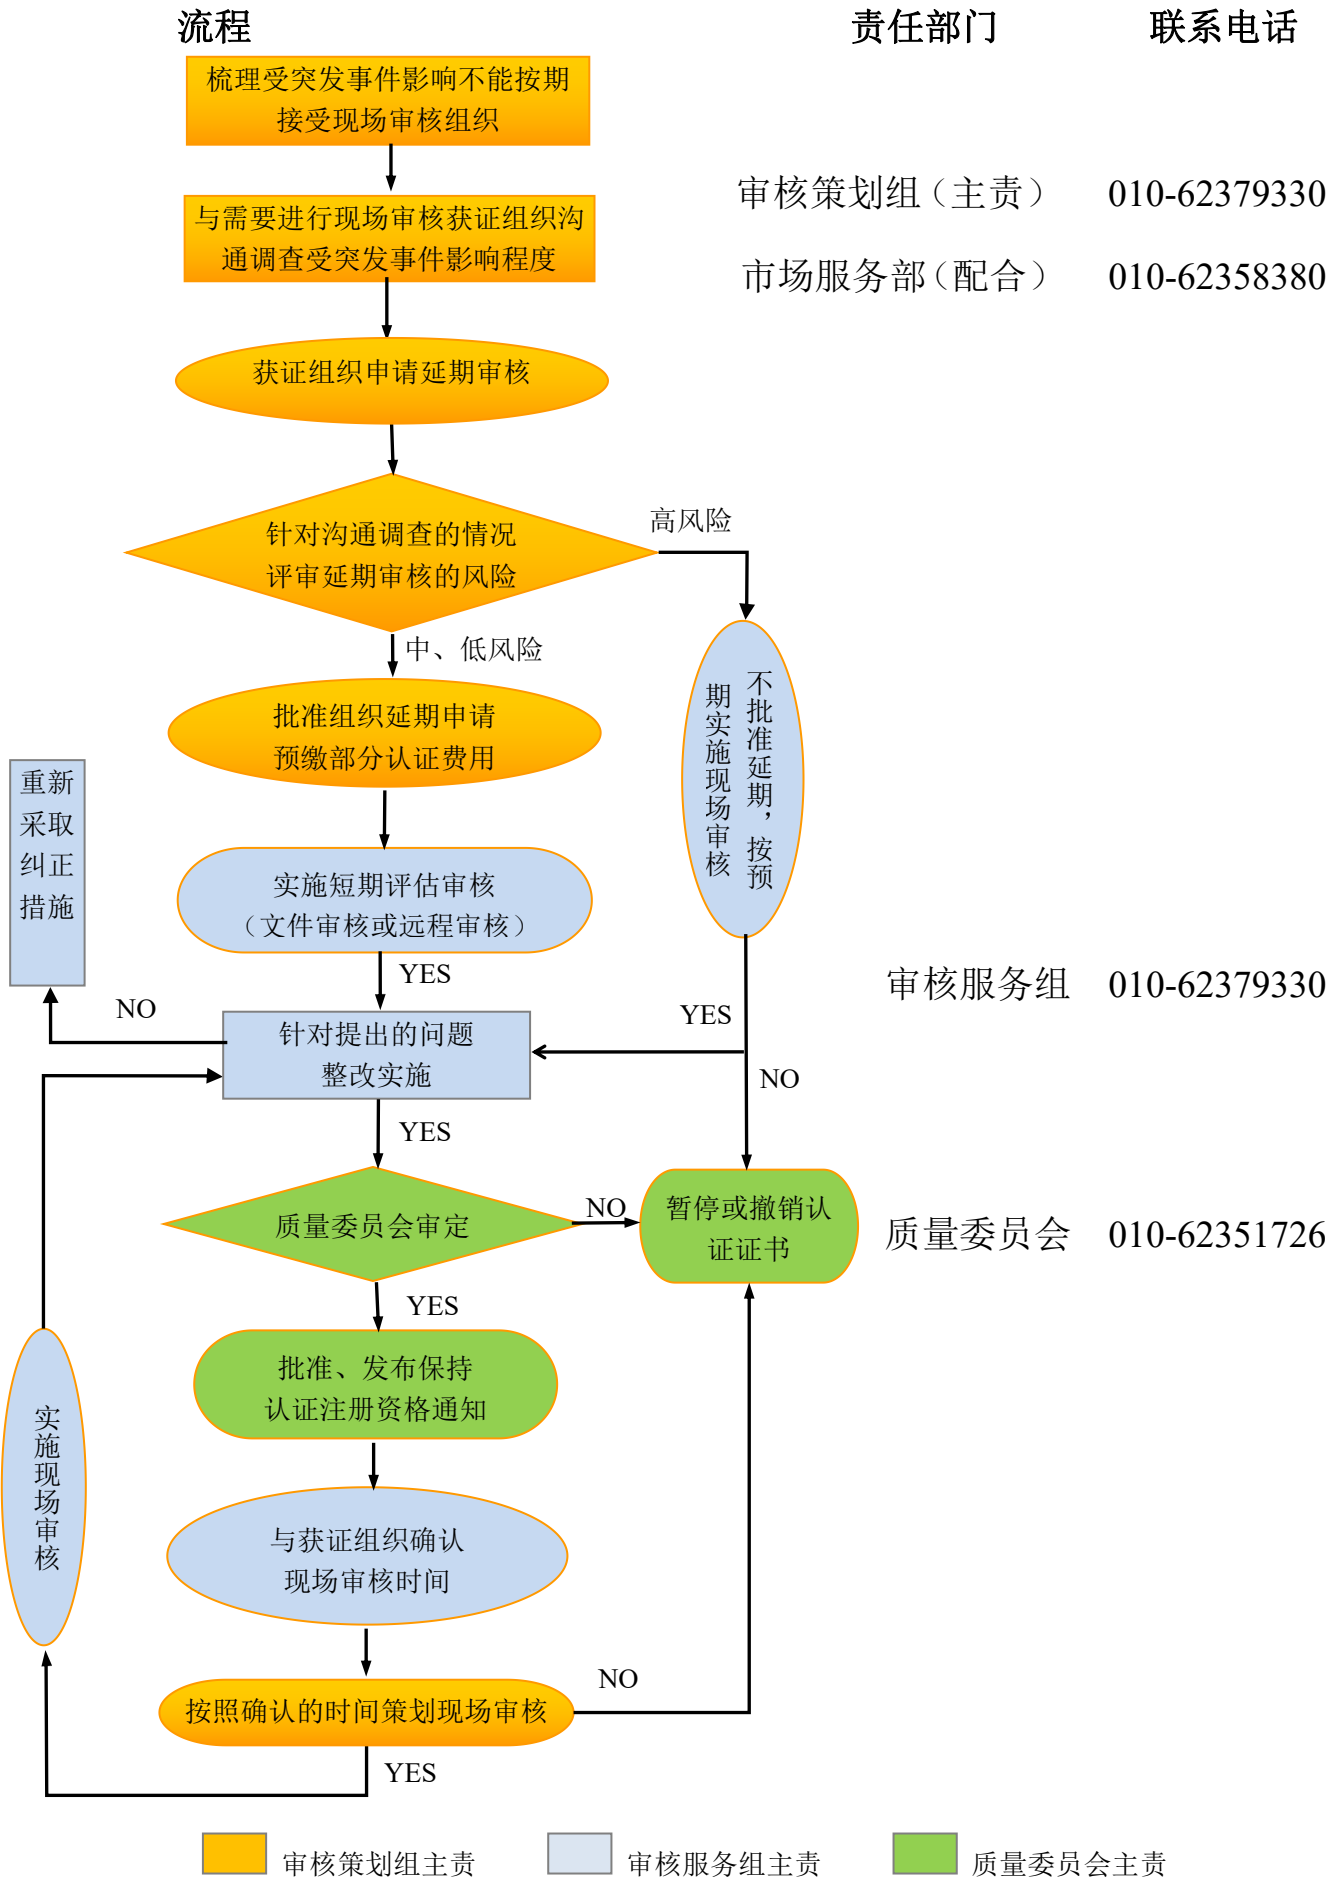 流程
责任部门
联系电话
梳理受突发事件影响不能按期
接受现场审核组织
审核策划组（主责）
010-62379330
与需要进行现场审核获证组织沟
通调查受突发事件影响程度
市场服务部（配合）
010-62358380
获证组织申请延期审核
针对沟通调查的情况
评审延期审核的风险
高风险
中、低风险
不批准延期，按预
期实施现场审核
批准组织延期申请
预缴部分认证费用
重新
采取
纠正
措施
实施短期评估审核
（文件审核或远程审核）
YES
审核服务组
010-62379330
NO
YES
针对提出的问题
整改实施
NO
YES
质量委员会审定
NO
暂停或撤销认
证证书
质量委员会
010-62351726
YES
批准、发布保持
认证注册资格通知
实施现场审核
与获证组织确认
现场审核时间
NO
按照确认的时间策划现场审核
YES
审核策划组主责
审核服务组主责
质量委员会主责